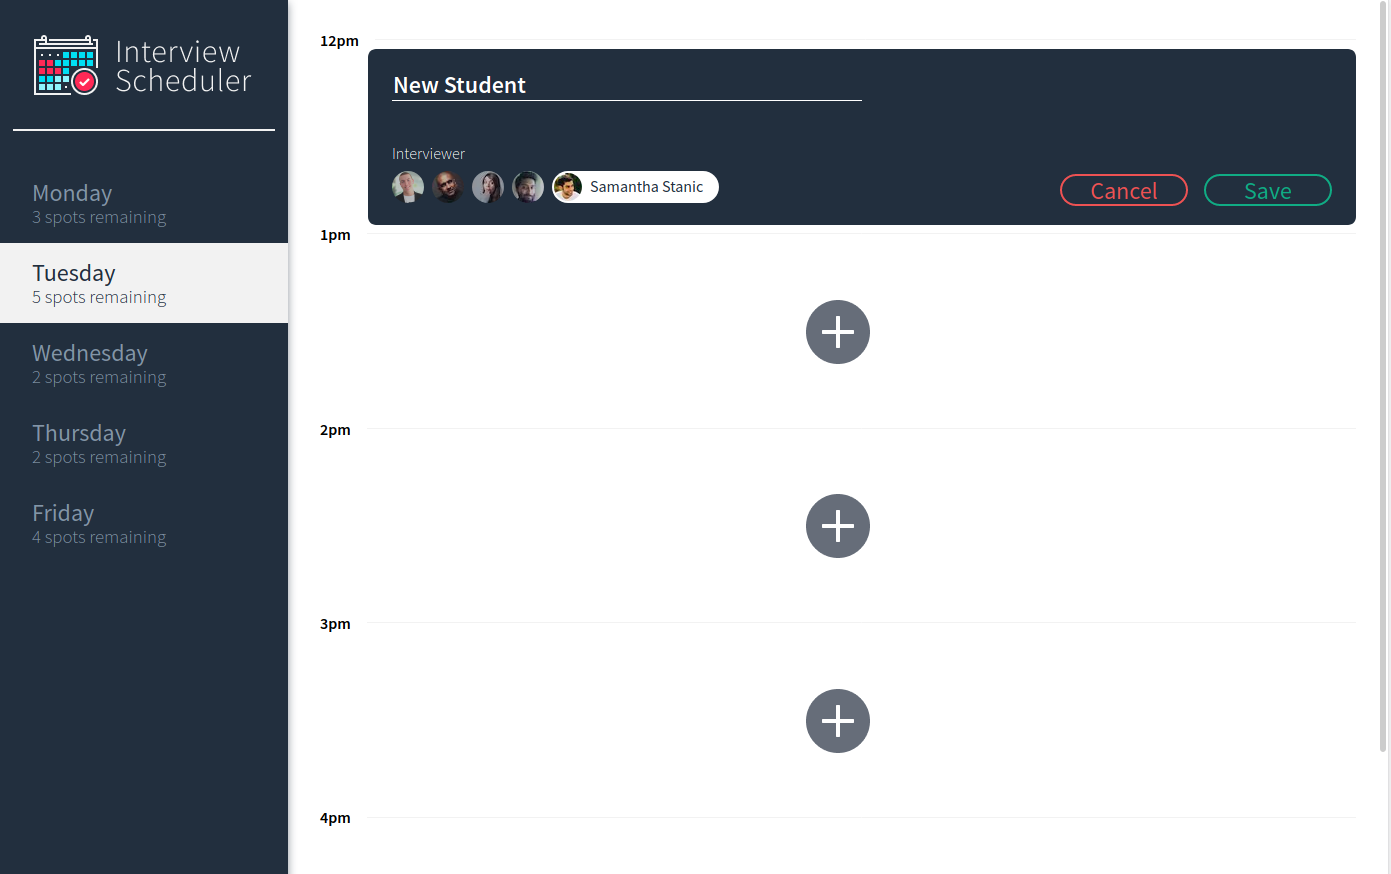 Interview
Scheduler
Monday
3 spots remaining
Tuesday
5 spots remaining
Wednesday
2 spots remaining
Thursday
2 spots remaining
Friday
4 spots remaining
12pm
New Student
Interviewer
Samantha Stanic
Cancel
Save
1pm
2pm
3pm
4pm